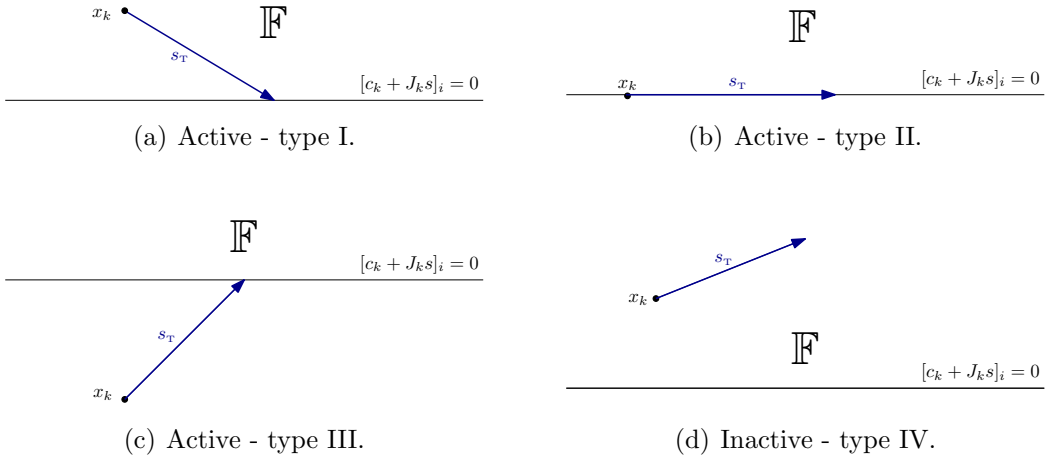 x_k
𝔽
s_T
[c_k + J_k s]_i = 0
(a) Active - type I.
𝔽
x_k
s_T
[c_k + J_k s]_i = 0
(b) Active - type II.
𝔽
[c_k + J_k s]_i = 0
s_T
x_k
(c) Active - type III.
s_T
x_k
𝔽
[c_k + J_k s]_i = 0
(d) Inactive - type IV.